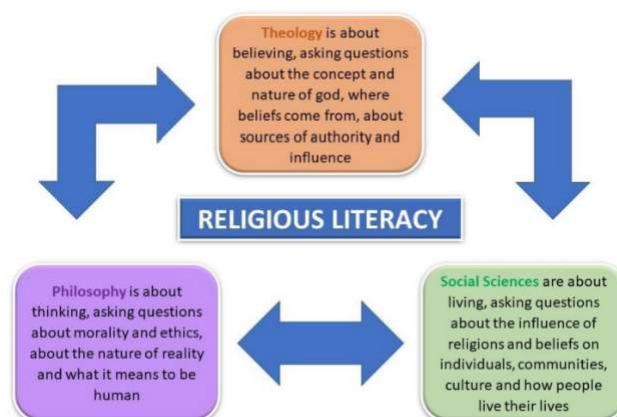 Theology is about
believing, asking questions
about the concept and
nature of god, where
beliefs come from, about
sources of authority and
influence
RELIGIOUS LITERACY
Philosophy is about
thinking, asking questions
about morality and ethics,
about the nature of reality
and what it means to be
human
Social Sciences are about
living, asking questions
about the influence of
religions and beliefs on
individuals, communities,
culture and how people
live their lives